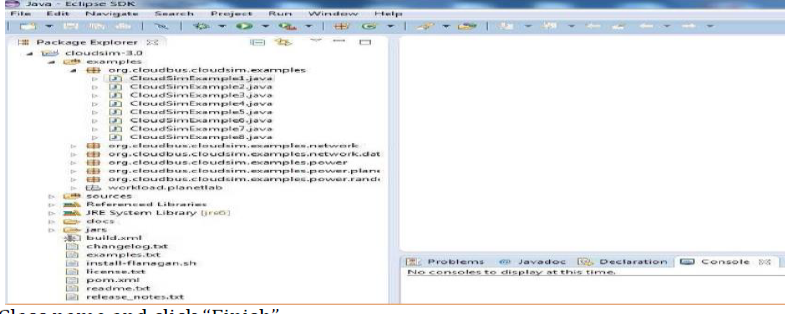 Java - Eclipse SDK
File Edit Navigate Search Project Run Window Help
Package Explorer
cloudsim-3.0
examples
org.cloudbus.cloudsim.examples
CloudSimExample1.java
CloudSimExample2.java
CloudSimExample3.java
CloudSimExample4.java
CloudSimExample5.java
CloudSimExample6.java
CloudSimExample7.java
CloudSimExample8.java
org.cloudbus.cloudsim.examples.network
org.cloudbus.cloudsim.examples.network.dat
org.cloudbus.cloudsim.examples.power
org.cloudbus.cloudsim.examples.power.plane
org.cloudbus.cloudsim.examples.power.rando
workload.planetlab
sources
Referenced Libraries
JRE System Library [jre6]
docs
jars
build.xml
changelog.txt
examples.txt
install-flanagan.sh
license.txt
pom.xml
readme.txt
release_notes.txt
Problems Javadoc Declaration Console
No consoles to display at this time.
Class name and click "Finish"